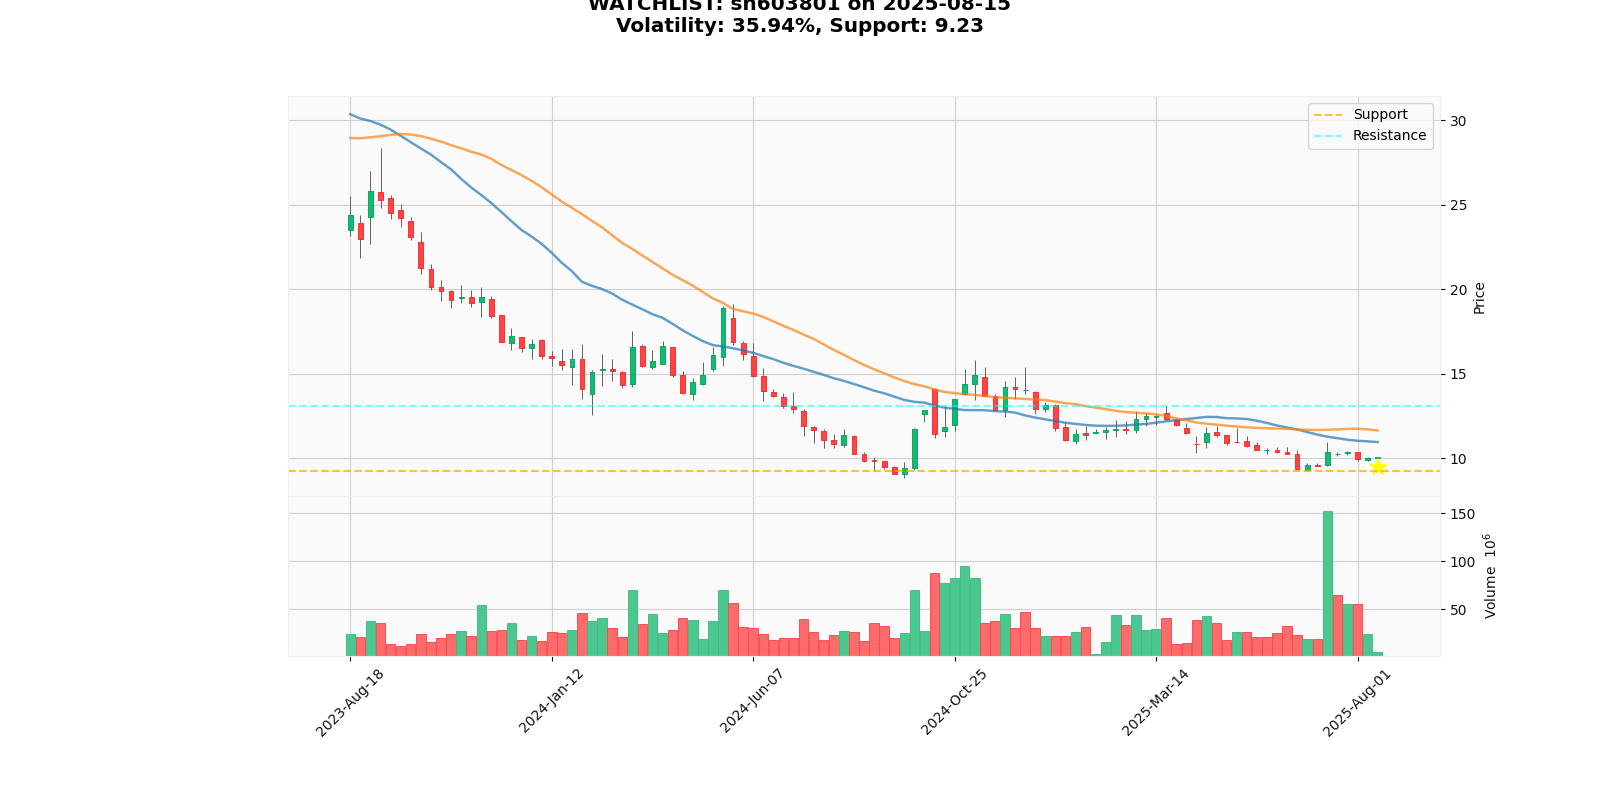 WATCHLIST: sh603801 on 2025-08-15
Volatility: 35.94%, Support: 9.23
Support
Resistance
30
25
20
15
10
Price
150
100
50
Volume 10⁶
2023-Aug-18
2024-Jan-12
2024-Jun-07
2024-Oct-25
2025-Mar-14
2025-Aug-01